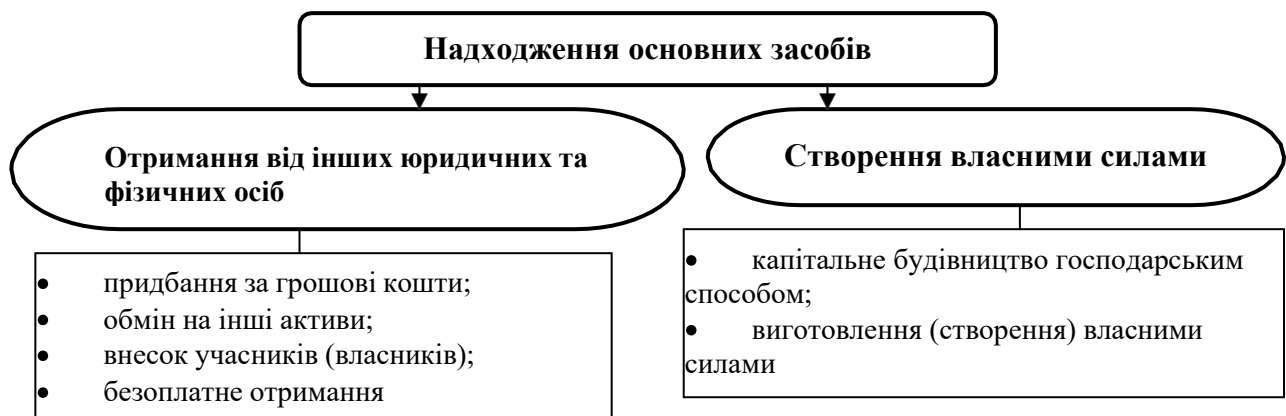 Надходження основних засобів
Отримання від інших юридичних та
фізичних осіб
Створення власними силами
• придбання за грошові кошти;
• обмін на інші активи;
• внесок учасників (власників);
• безоплатне отримання
• капітальне будівництво господарським
способом;
• виготовлення (створення) власними
силами